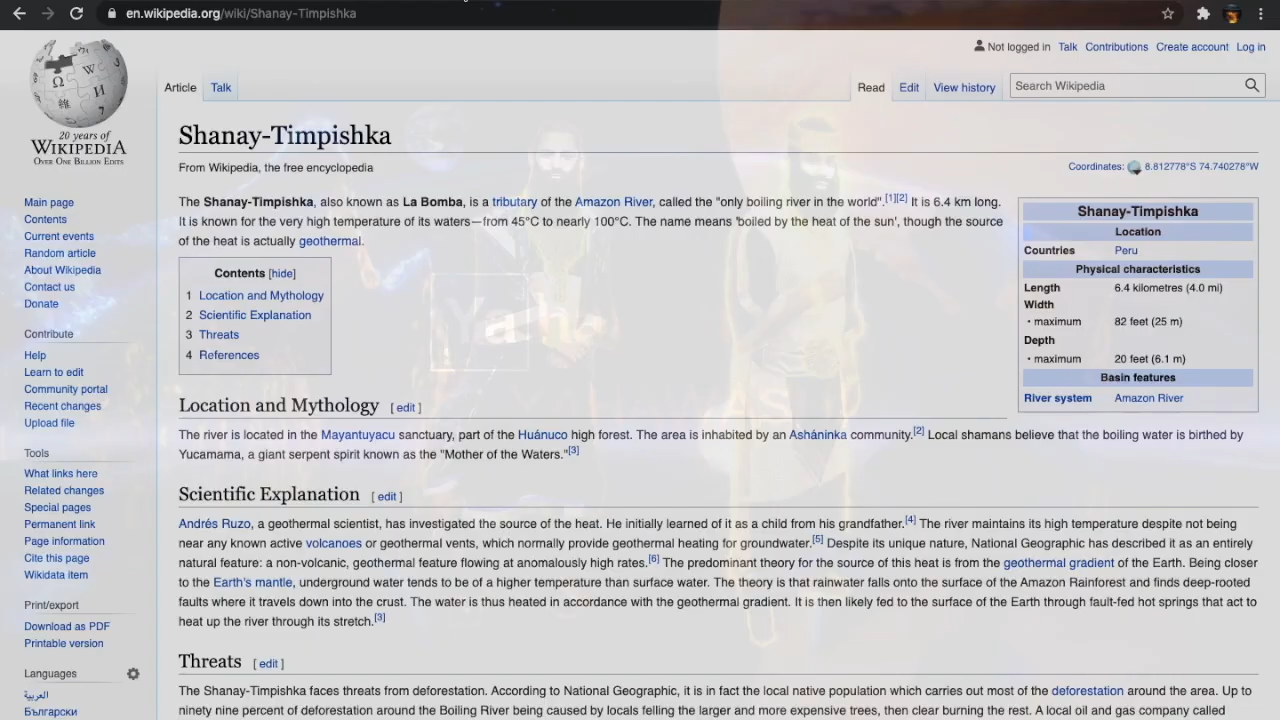 en.wikipedia.org/wiki/Shanay-Timpishka
Not logged in Talk Contributions Create account Log in
Article Talk Read Edit View history Search Wikipedia
20 years of
WIKIPEDIA
OVER ONE BILLION EDITS
Shanay-Timpishka
From Wikipedia, the free encyclopedia
Coordinates: 8.812778°S 74.740278°W
Main page
Contents
Current events
Random article
About Wikipedia
Contact us
Donate
Contribute
Help
Learn to edit
Community portal
Recent changes
Upload file
Tools
What links here
Related changes
Special pages
Permanent link
Page information
Cite this page
Wikidata item
Print/export
Download as PDF
Printable version
Languages
العربية
Български
The Shanay-Timpishka, also known as La Bomba, is a tributary of the Amazon River, called the "only boiling river in the world".[1][2] It is 6.4 km long.
It is known for the very high temperature of its waters—from 45°C to nearly 100°C. The name means 'boiled by the heat of the sun', though the source
of the heat is actually geothermal.
Contents [hide]
1 Location and Mythology
2 Scientific Explanation
3 Threats
4 References
Shanay-Timpishka
Location
Countries Peru
Physical characteristics
Length 6.4 kilometres (4.0 mi)
Width
• maximum 82 feet (25 m)
Depth
• maximum 20 feet (6.1 m)
Basin features
River system Amazon River
Location and Mythology [ edit ]
The river is located in the Mayantuyacu sanctuary, part of the Huánuco high forest. The area is inhabited by an Asháninka community.[2] Local shamans believe that the boiling water is birthed by
Yucamama, a giant serpent spirit known as the "Mother of the Waters."[3]
Scientific Explanation [ edit ]
Andrés Ruzo, a geothermal scientist, has investigated the source of the heat. He initially learned of it as a child from his grandfather.[4] The river maintains its high temperature despite not being
near any known active volcanoes or geothermal vents, which normally provide geothermal heating for groundwater.[5] Despite its unique nature, National Geographic has described it as an entirely
natural feature: a non-volcanic, geothermal feature flowing at anomalously high rates.[6] The predominant theory for the source of this heat is from the geothermal gradient of the Earth. Being closer
to the Earth's mantle, underground water tends to be of a higher temperature than surface water. The theory is that rainwater falls onto the surface of the Amazon Rainforest and finds deep-rooted
faults where it travels down into the crust. The water is thus heated in accordance with the geothermal gradient. It is then likely fed to the surface of the Earth through fault-fed hot springs that act to
heat up the river through its stretch.[3]
Threats [ edit ]
The Shanay-Timpishka faces threats from deforestation. According to National Geographic, it is in fact the local native population which carries out most of the deforestation around the area. Up to
ninety nine percent of deforestation around the Boiling River being caused by locals felling the larger and more expensive trees, then clear burning the rest. A local oil and gas company called